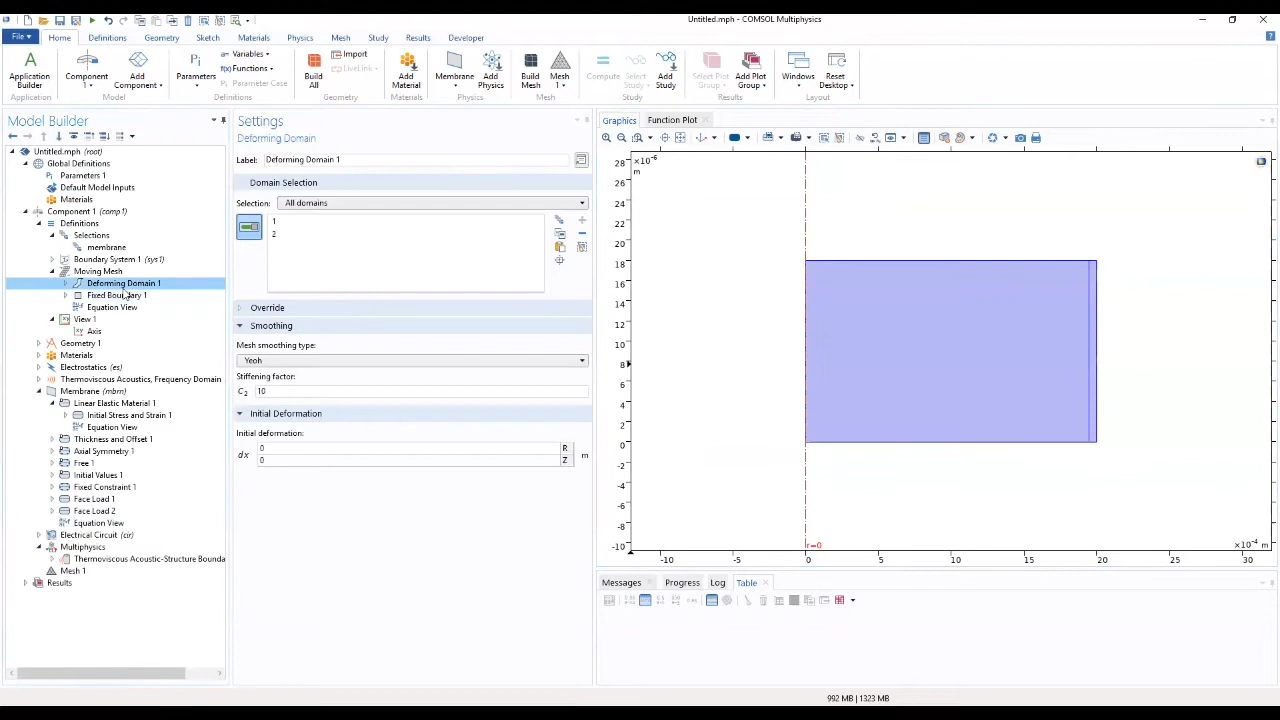 Untitled.mph - COMSOL Multiphysics
File Home Definitions Geometry Sketch Materials Physics Mesh Study Results Developer
Application Builder
Application
Component 1
Add Component
Model
Parameters
Variables
Functions
Parameter Case
Definitions
Build All
Import
LiveLink
Geometry
Add Material
Materials
Membrane
Add Physics
Physics
Build Mesh
Mesh 1
Mesh
Compute
Select Study
Add Study
Study
Select Plot Group
Add Plot Group
Results
Windows
Reset Desktop
Layout
Model Builder
Untitled.mph (root)
Global Definitions
Parameters 1
Default Model Inputs
Materials
Component 1 (comp1)
Definitions
Selections
membrane
Boundary System 1 (sys1)
Moving Mesh
Deforming Domain 1
Fixed Boundary 1
Equation View
View 1
Axis
Geometry 1
Materials
Electrostatics (es)
Thermoviscous Acoustics, Frequency Domain
Membrane (mbrn)
Linear Elastic Material 1
Initial Stress and Strain 1
Equation View
Thickness and Offset 1
Axial Symmetry 1
Free 1
Initial Values 1
Fixed Constraint 1
Face Load 1
Face Load 2
Equation View
Electrical Circuit (cir)
Multiphysics
Thermoviscous Acoustic-Structure Bounda
Mesh 1
Results
Settings
Deforming Domain
Label: Deforming Domain 1
Domain Selection
Selection: All domains
1
2
Override
Smoothing
Mesh smoothing type:
Yeoh
Stiffening factor:
C2 10
Initial Deformation
Initial deformation:
dx 0 R m
0 Z
Graphics Function Plot
28 ×10⁻⁶
m
26
24
22
20
18
16
14
12
10
8
6
4
2
0
-2
-4
-6
-8
-10
r=0
×10⁻⁴ m
-10 -5 0 5 10 15 20 25 30
Messages Progress Log Table
992 MB | 1323 MB